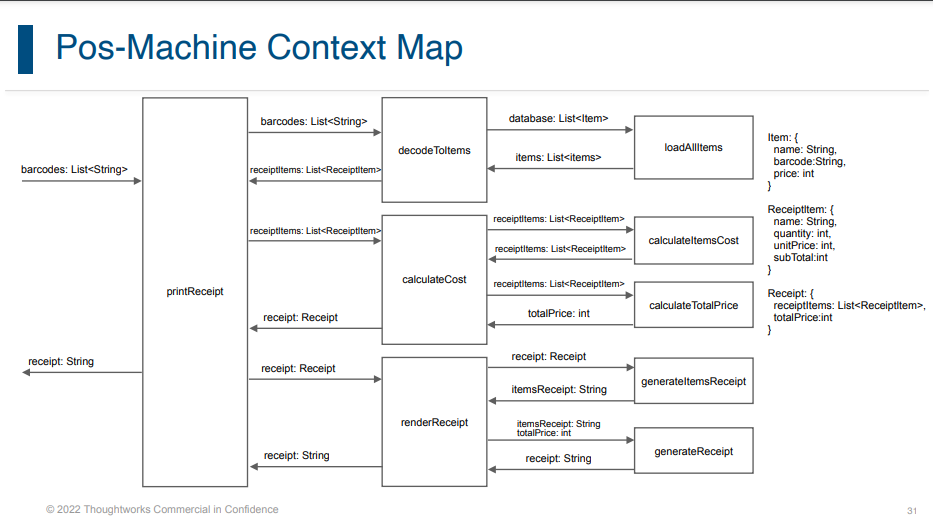 Pos-Machine Context Map
barcodes: List<String>
printReceipt
receipt: String
barcodes: List<String>
receiptItems: List<ReceiptItem>
decodeToItems
database: List<Item>
items: List<items>
loadAllItems
receiptItems: List<ReceiptItem>
receipt: Receipt
calculateCost
receiptItems: List<ReceiptItem>
receiptItems: List<ReceiptItem>
calculateItemsCost
receiptItems: List<ReceiptItem>
totalPrice: int
calculateTotalPrice
receipt: Receipt
receipt: String
renderReceipt
receipt: Receipt
itemsReceipt: String
generateItemsReceipt
itemsReceipt: String
totalPrice: int
receipt: String
generateReceipt
Item: {
name: String,
barcode:String,
price: int
}
ReceiptItem: {
name: String,
quantity: int,
unitPrice: int,
subTotal:int
}
Receipt: {
receiptItems: List<ReceiptItem>,
totalPrice:int
}
© 2022 Thoughtworks Commercial in Confidence
31